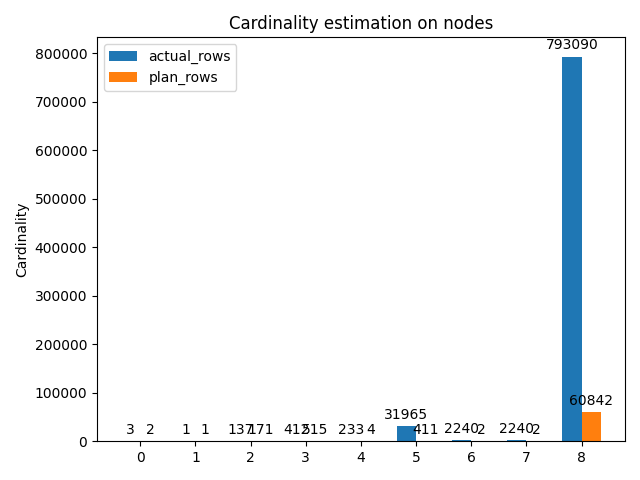 Cardinality estimation on nodes
actual_rows
plan_rows
Cardinality
800000
700000
600000
500000
400000
300000
200000
100000
0
3 2 1 1 137 171 412 515 233 4 31965 411 2240 2 2240 2 793090 60842
0 1 2 3 4 5 6 7 8